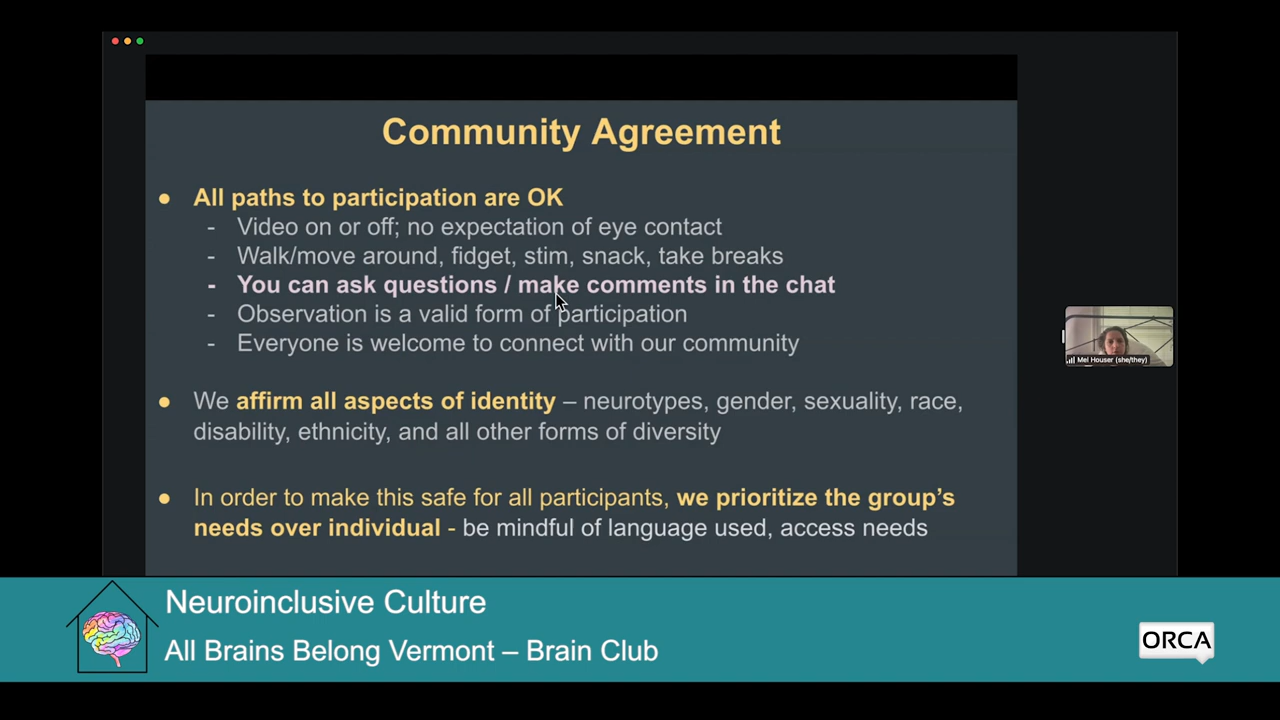 Community Agreement
● All paths to participation are OK
- Video on or off; no expectation of eye contact
- Walk/move around, fidget, stim, snack, take breaks
- You can ask questions / make comments in the chat
- Observation is a valid form of participation
- Everyone is welcome to connect with our community
● We affirm all aspects of identity – neurotypes, gender, sexuality, race,
disability, ethnicity, and all other forms of diversity
● In order to make this safe for all participants, we prioritize the group's
needs over individual - be mindful of language used, access needs
Mel Houser (she/they)
Neuroinclusive Culture
All Brains Belong Vermont – Brain Club
ORCA